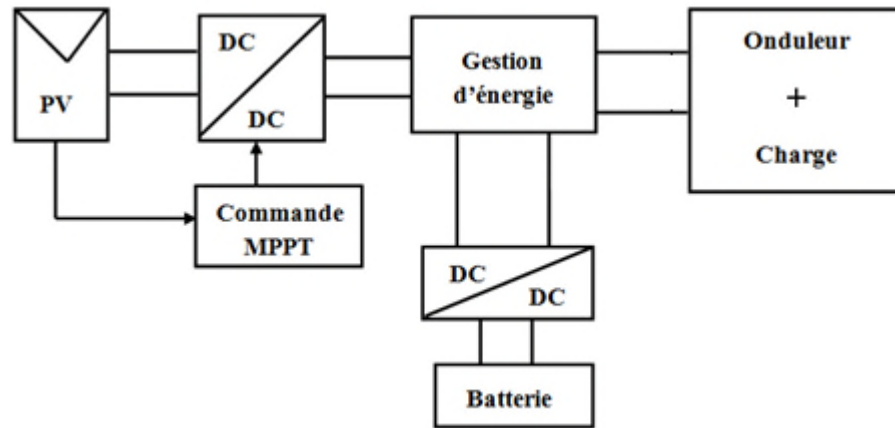 PV
DC
DC
Commande
MPPT
Gestion
d'énergie
Onduleur
+
Charge
DC
DC
Batterie